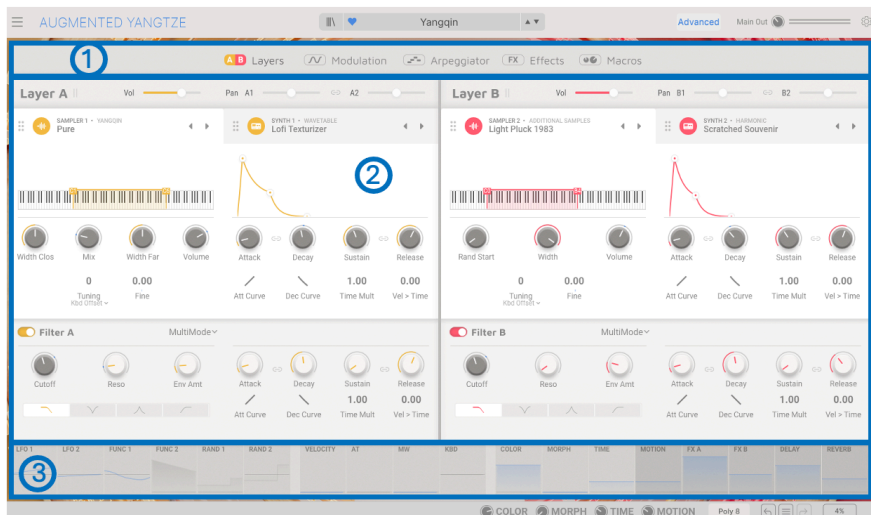 AUGMENTED YANGTZE Yangqin Advanced Main Out
1 AB Layers Modulation Arpeggiator FX Effects Macros
Layer A Vol Pan A1 A2 Layer B Vol Pan B1 B2
SAMPLER 1 • YANGQIN SYNTH 1 • WAVETABLE SAMPLER 2 • ADDITIONAL SAMPLES SYNTH 2 • HARMONIC
Pure Lofi Texturizer Light Pluck 1983 Scratched Souvenir
2
Width Clos Mix Width Far Volume Attack Decay Sustain Release Rand Start Width Volume Attack Decay Sustain Release
0 0.00 1.00 0.00 0 0.00 1.00 0.00
Tuning Fine Att Curve Dec Curve Time Mult Vel > Time Tuning Fine Att Curve Dec Curve Time Mult Vel > Time
Kbd Offset Kbd Offset
Filter A MultiMode Filter B MultiMode
Cutoff Reso Env Amt Attack Decay Sustain Release Cutoff Reso Env Amt Attack Decay Sustain Release
1.00 0.00 1.00 0.00
Att Curve Dec Curve Time Mult Vel > Time Att Curve Dec Curve Time Mult Vel > Time
LFO 1 LFO 2 FUNC 1 FUNC 2 RAND 1 RAND 2 VELOCITY AT MW KBD COLOR MORPH TIME MOTION FX A FX B DELAY REVERB
3
COLOR MORPH TIME MOTION Poly 8 4%